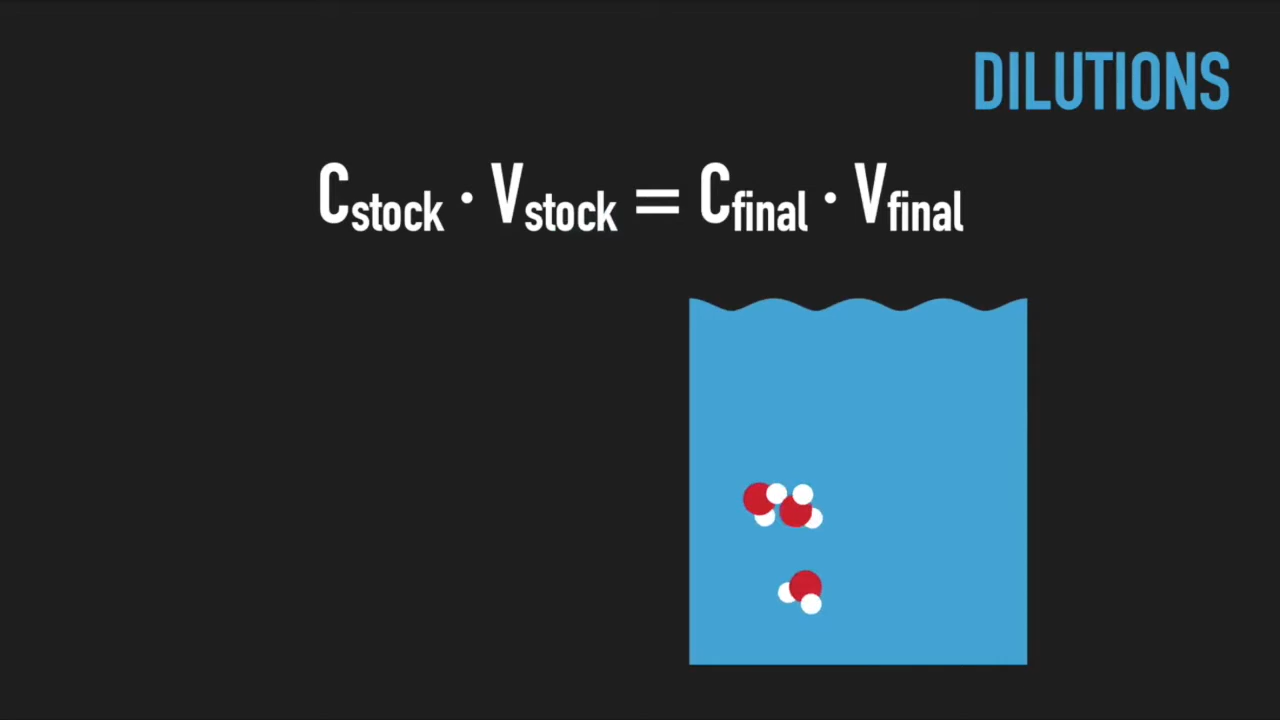 DILUTIONS
Cstock · Vstock = Cfinal · Vfinal